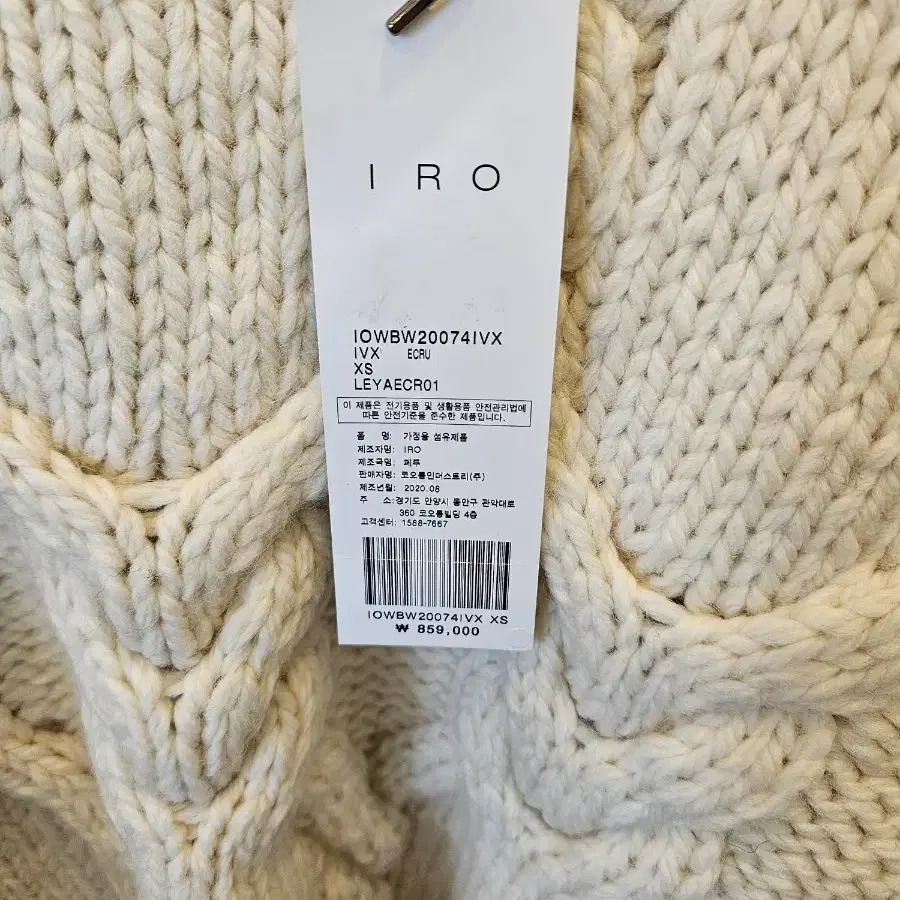 IRO
IOWBW20074IVX
IVX ECRU
XS
LEYAECR01
이 제품은 전기용품 및 생활용품 안전관리법에
따른 안전기준을 준수한 제품입니다.
품 명: 가정용 섬유제품
제조자명: IRO
제조국명: 페루
판매자명: 코오롱인더스트리(주)
제조년월: 2020.08
주 소:경기도 안양시 동안구 관악대로
360 코오롱빌딩 4층
고객센터: 1588-7667
IOWBW20074IVX XS
₩ 859,000